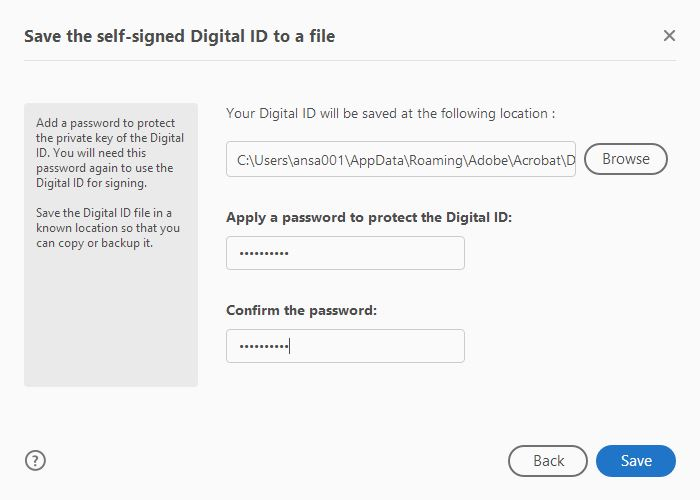 Save the self-signed Digital ID to a file
Add a password to protect
the private key of the Digital
ID. You will need this
password again to use the
Digital ID for signing.
Save the Digital ID file in a
known location so that you
can copy or backup it.
Your Digital ID will be saved at the following location :
C:\Users\ansa001\AppData\Roaming\Adobe\Acrobat\D
Browse
Apply a password to protect the Digital ID:
••••••••••
Confirm the password:
••••••••••
?
Back
Save